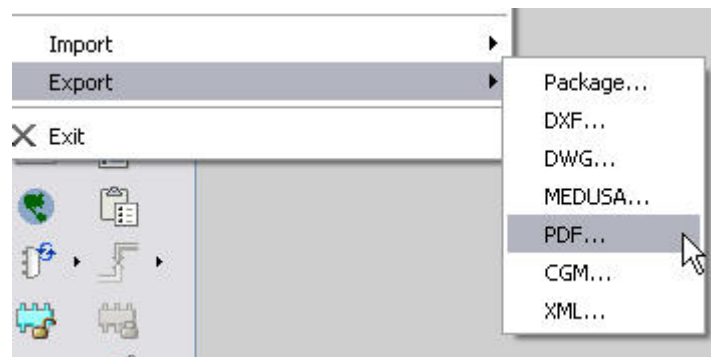 Import
Export
Exit
Package...
DXF...
DWG...
MEDUSA...
PDF...
CGM...
XML...